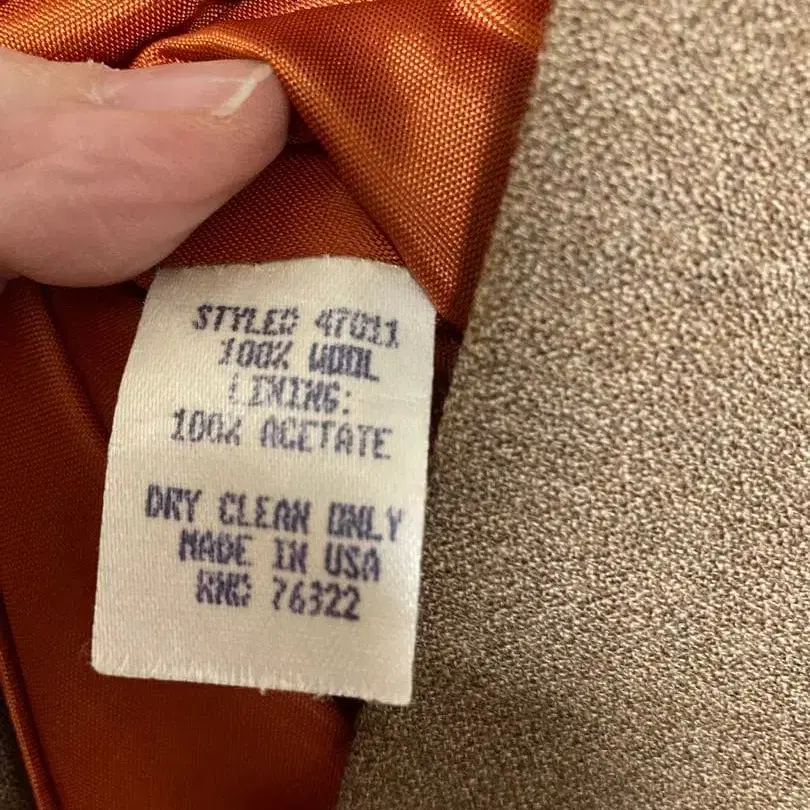 STYLE# 47011
100% WOOL
LINING:
100% ACETATE
DRY CLEAN ONLY
MADE IN USA
RN# 76322